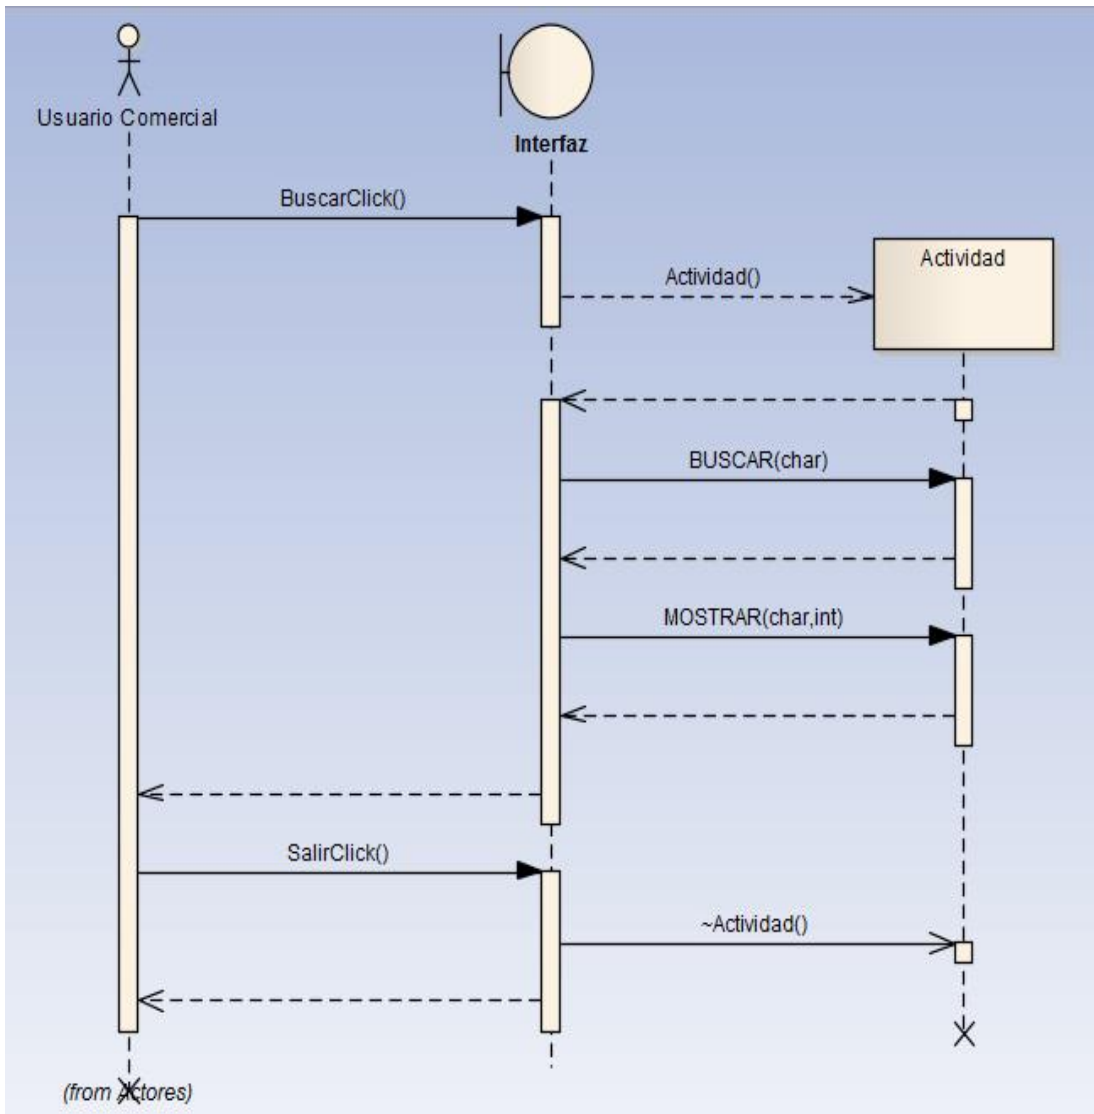 Usuario Comercial
Interfaz
BuscarClick()
Actividad
Actividad()
BUSCAR(char)
MOSTRAR(char,int)
SalirClick()
~Actividad()
(from Actores)